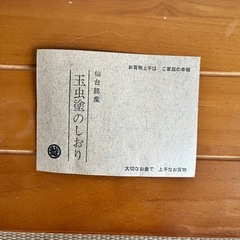 仙台銘産
玉虫塗のしおり
お買物上手は ご家庭の幸福
大切なお金で 上手なお買物